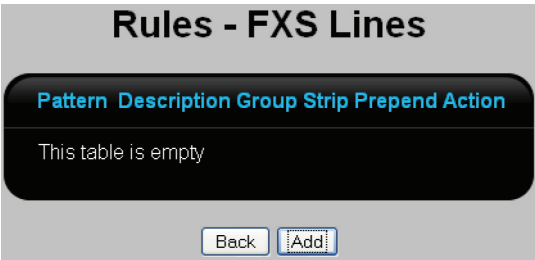 Rules - FXS Lines
Pattern Description Group Strip Prepend Action
This table is empty
Back Add